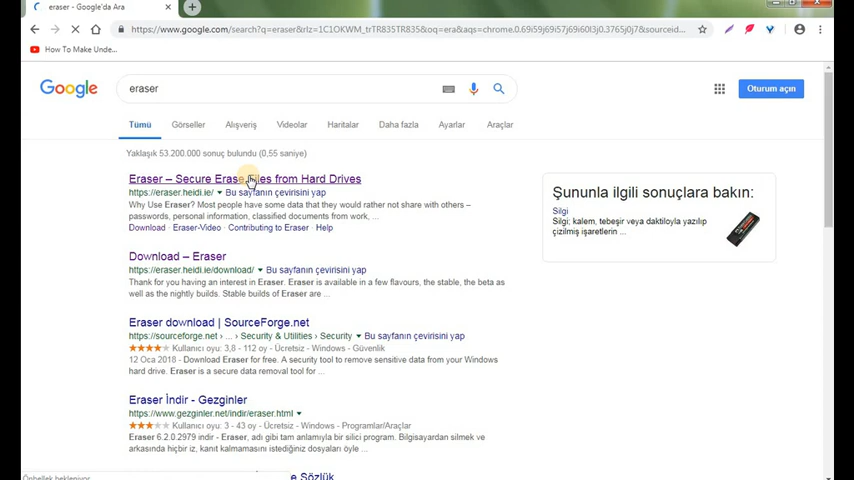 eraser - Google'da Ara
https://www.google.com/search?q=eraser&rlz=1C1OKWM_trTR835TR835&oq=era&aqs=chrome.0.69i59j69i57j69i60l3j0.3765j0j7&sourceid...
How To Make Unde...
Google
eraser
Oturum açın
Tümü Görseller Alışveriş Videolar Haritalar Daha fazla Ayarlar Araçlar
Yaklaşık 53.200.000 sonuç bulundu (0,55 saniye)
Eraser – Secure Erase Files from Hard Drives
https://eraser.heidi.ie/ Bu sayfanın çevirisini yap
Why Use Eraser? Most people have some data that they would rather not share with others –
passwords, personal information, classified documents from work, ...
Download · Eraser-Video · Contributing to Eraser · Help
Download – Eraser
https://eraser.heidi.ie/download/ Bu sayfanın çevirisini yap
Thank you for having an interest in Eraser. Eraser is available in a few flavours, the stable, the beta as
well as the nightly builds. Stable builds of Eraser are ...
Eraser download | SourceForge.net
https://sourceforge.net › ... › Security & Utilities › Security Bu sayfanın çevirisini yap
Kullanıcı oyu: 3,8 - 112 oy - Ücretsiz - Windows - Güvenlik
12 Oca 2018 - Download Eraser for free. A security tool to remove sensitive data from your Windows
hard drive. Eraser is a secure data removal tool for ...
Eraser İndir - Gezginler
https://www.gezginler.net/indir/eraser.html
Kullanıcı oyu: 3 - 43 oy - Ücretsiz - Windows - Programlar/Araçlar
Eraser 6.2.0.2979 indir - Eraser, adı gibi tam anlamıyla bir silici program. Bilgisayardan silmek ve
arkasında hiçbir iz, kanıt kalmamasını istediğiniz dosyaları öyle ...
Sözlük
Şununla ilgili sonuçlara bakın:
Silgi
Silgi; kalem, tebeşir veya daktiloyla yazılıp
çizilmiş işaretlerin ...
Önbellek bekleniyor